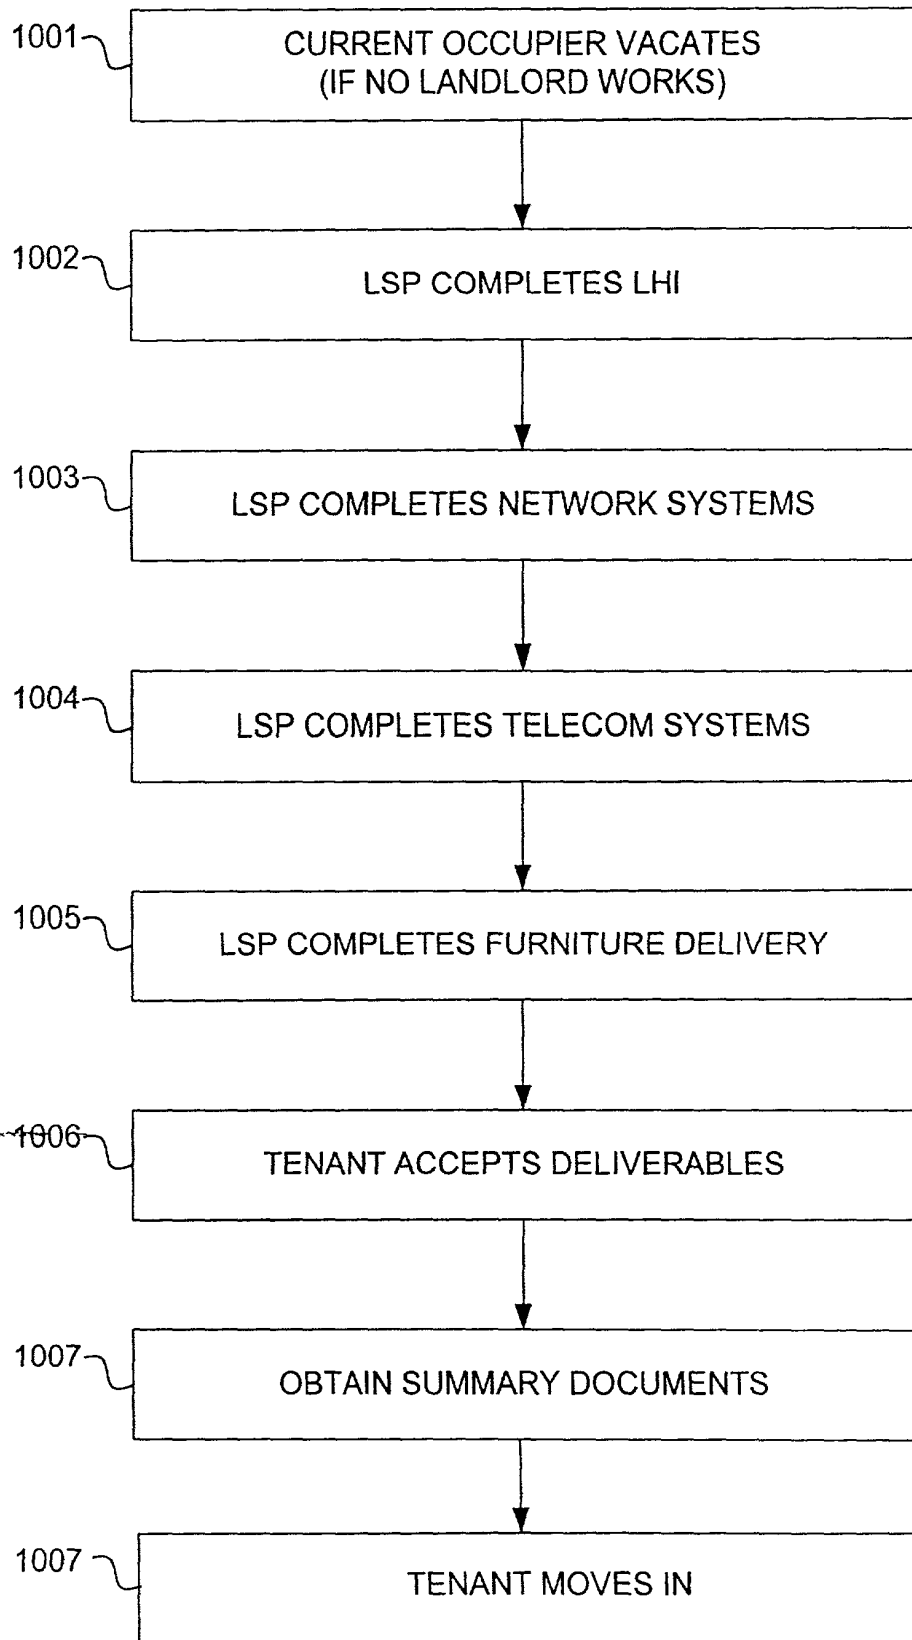 1001
CURRENT OCCUPIER VACATES
(IF NO LANDLORD WORKS)
1002
LSP COMPLETES LHI
1003
LSP COMPLETES NETWORK SYSTEMS
1004
LSP COMPLETES TELECOM SYSTEMS
1005
LSP COMPLETES FURNITURE DELIVERY
1006
TENANT ACCEPTS DELIVERABLES
1007
OBTAIN SUMMARY DOCUMENTS
1007
TENANT MOVES IN